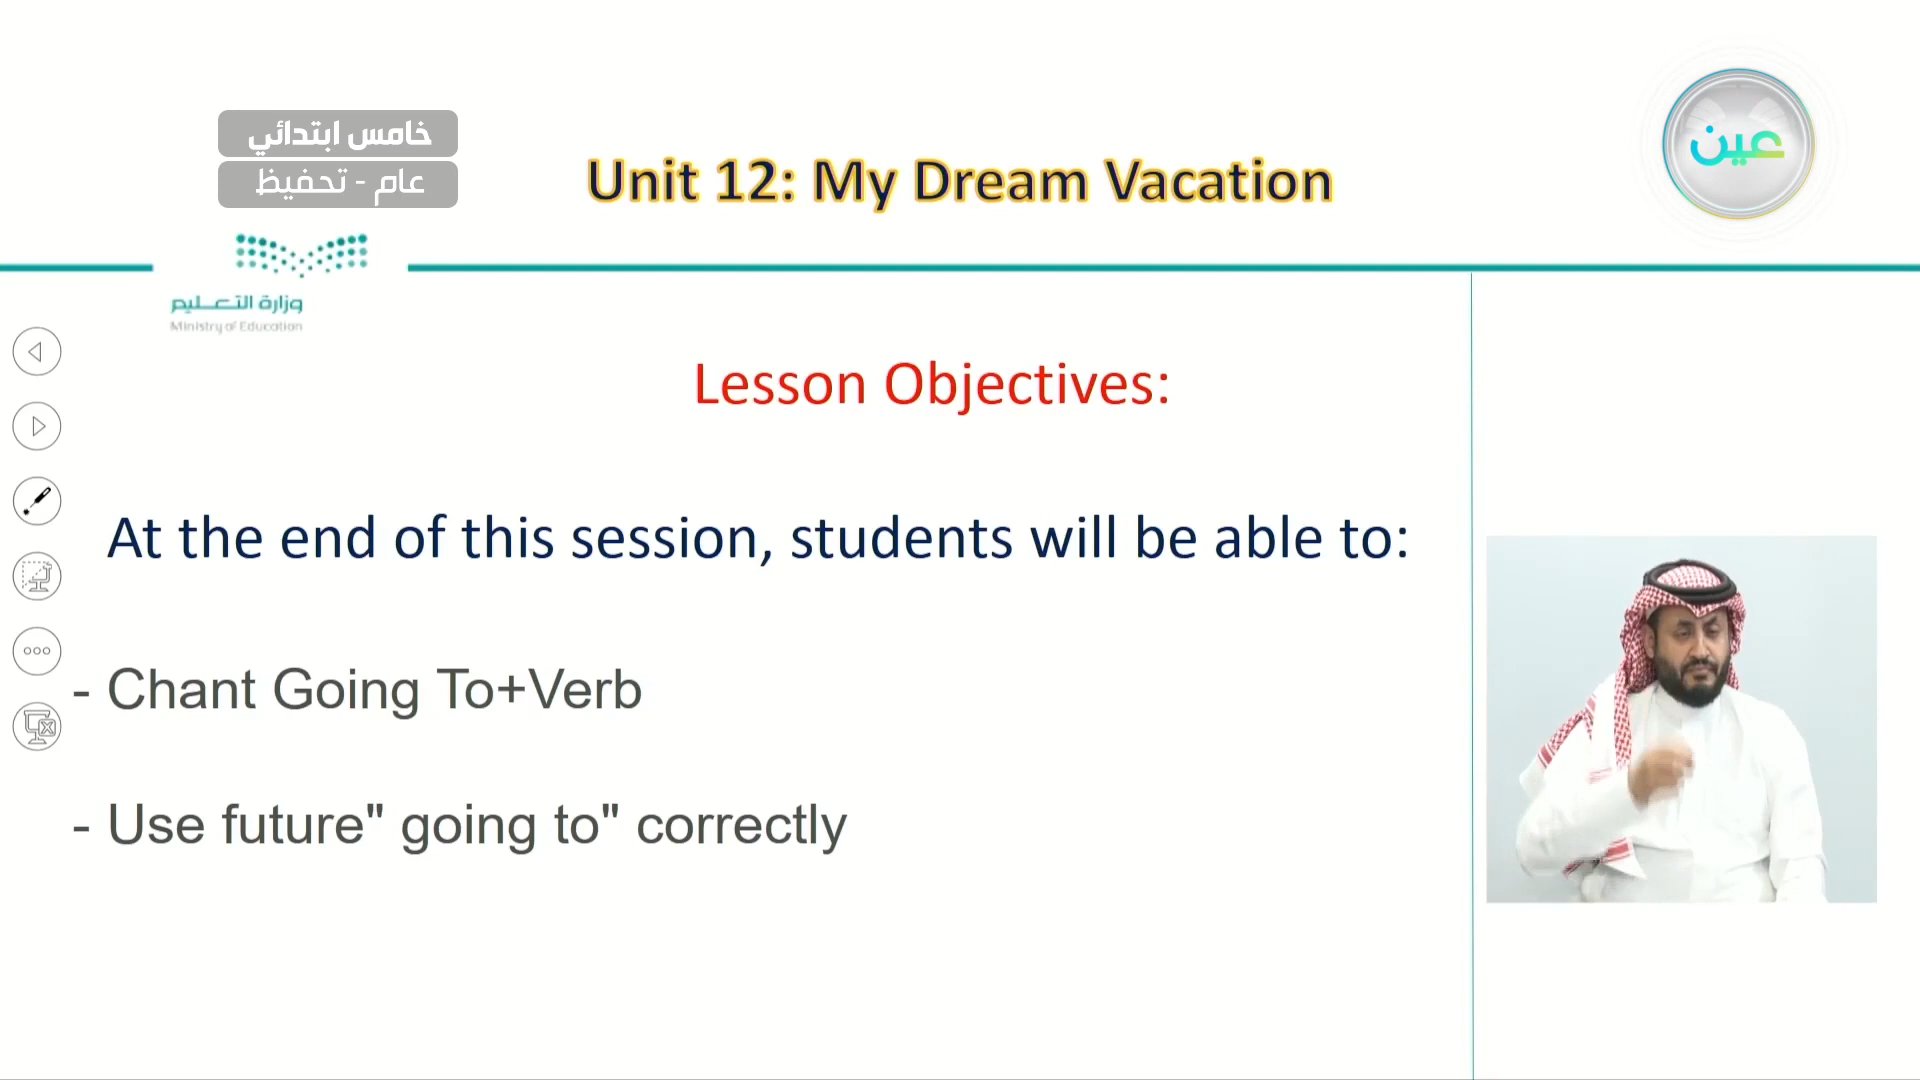 خامس ابتدائي
عام - تحفيظ
Unit 12: My Dream Vacation
عين
وزارة التعليم
Ministry of Education
Lesson Objectives:
At the end of this session, students will be able to:
- Chant Going To+Verb
- Use future" going to" correctly